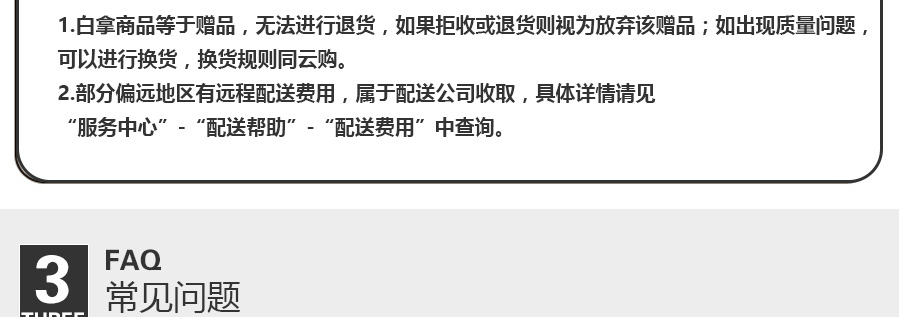 1.白拿商品等于赠品，无法进行退货，如果拒收或退货则视为放弃该赠品；如出现质量问题，
可以进行换货，换货规则同云购。
2.部分偏远地区有远程配送费用，属于配送公司收取，具体详情请见
“服务中心”-“配送帮助”-“配送费用”中查询。
3
THREE
FAQ
常见问题